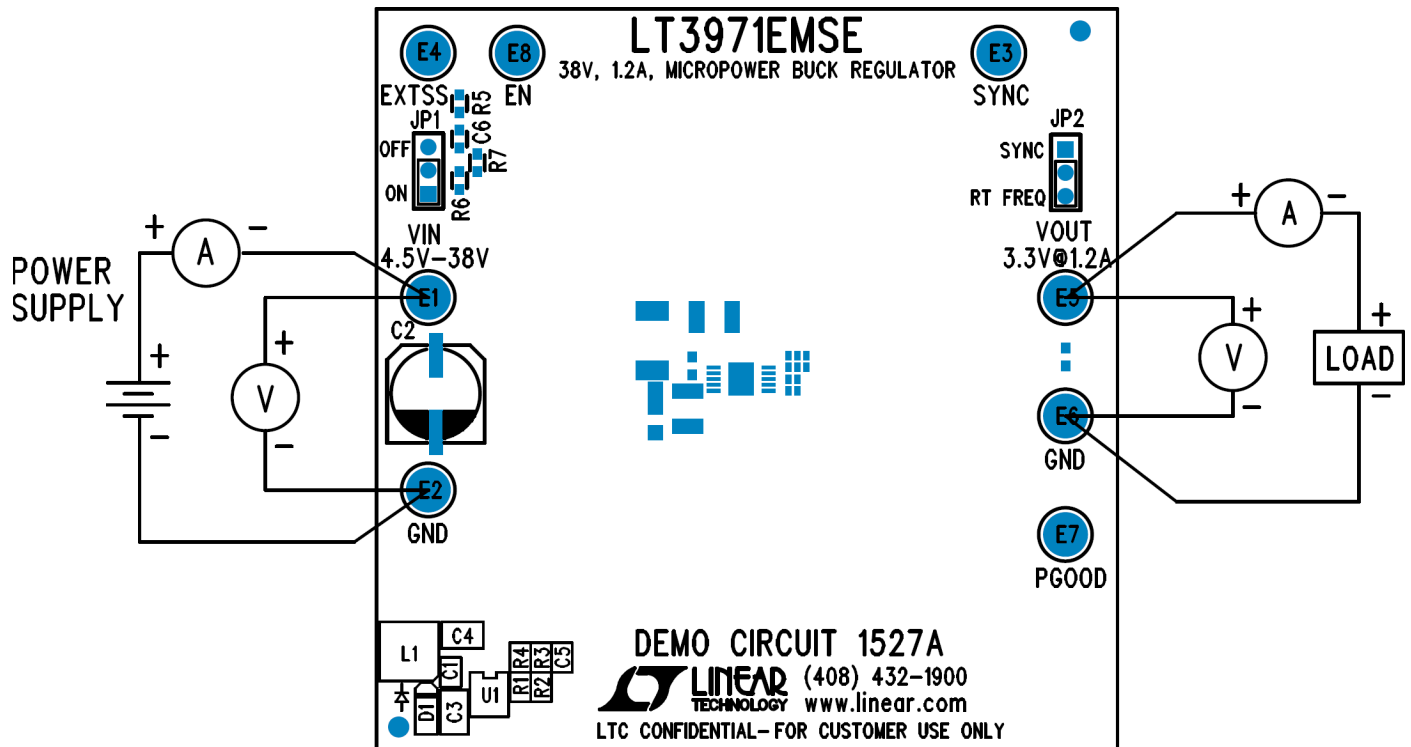 LT3971EMSE
38V, 1.2A, MICROPOWER BUCK REGULATOR
E4
E8
E3
EXTSS
EN
SYNC
R5
JP1
C6
OFF
R7
ON
R6
JP2
SYNC
RT FREQ
VIN
4.5V-38V
VOUT
3.3V@1.2A
POWER
SUPPLY
+ A -
+ A -
E1
E5
C2
+
+
V
-
-
+
V
-
+
LOAD
-
E2
GND
E6
GND
E7
PGOOD
L1
C4
C1
D1
C3
U1
R4
R3
C5
R1
R2
DEMO CIRCUIT 1527A
LINEAR
TECHNOLOGY
(408) 432-1900
www.linear.com
LTC CONFIDENTIAL-FOR CUSTOMER USE ONLY